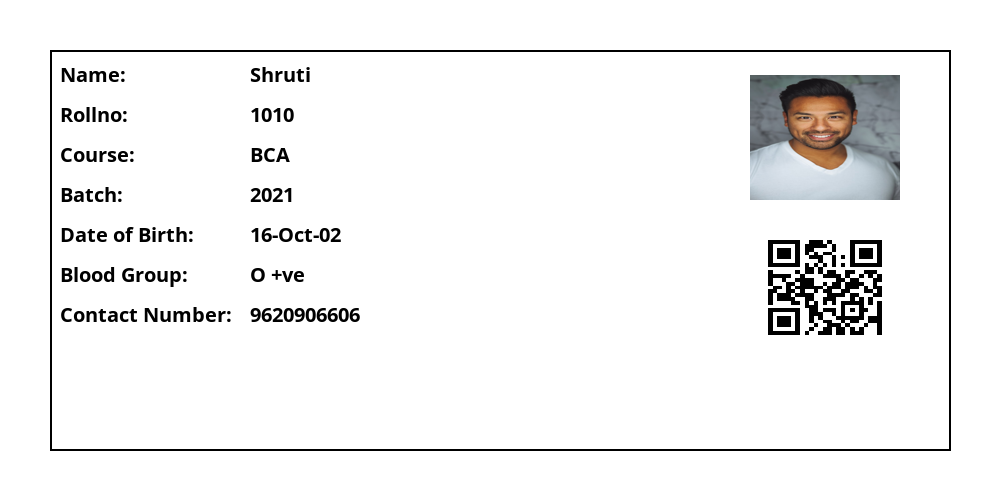 Name: Shruti
Rollno: 1010
Course: BCA
Batch: 2021
Date of Birth: 16-Oct-02
Blood Group: O +ve
Contact Number: 9620906606